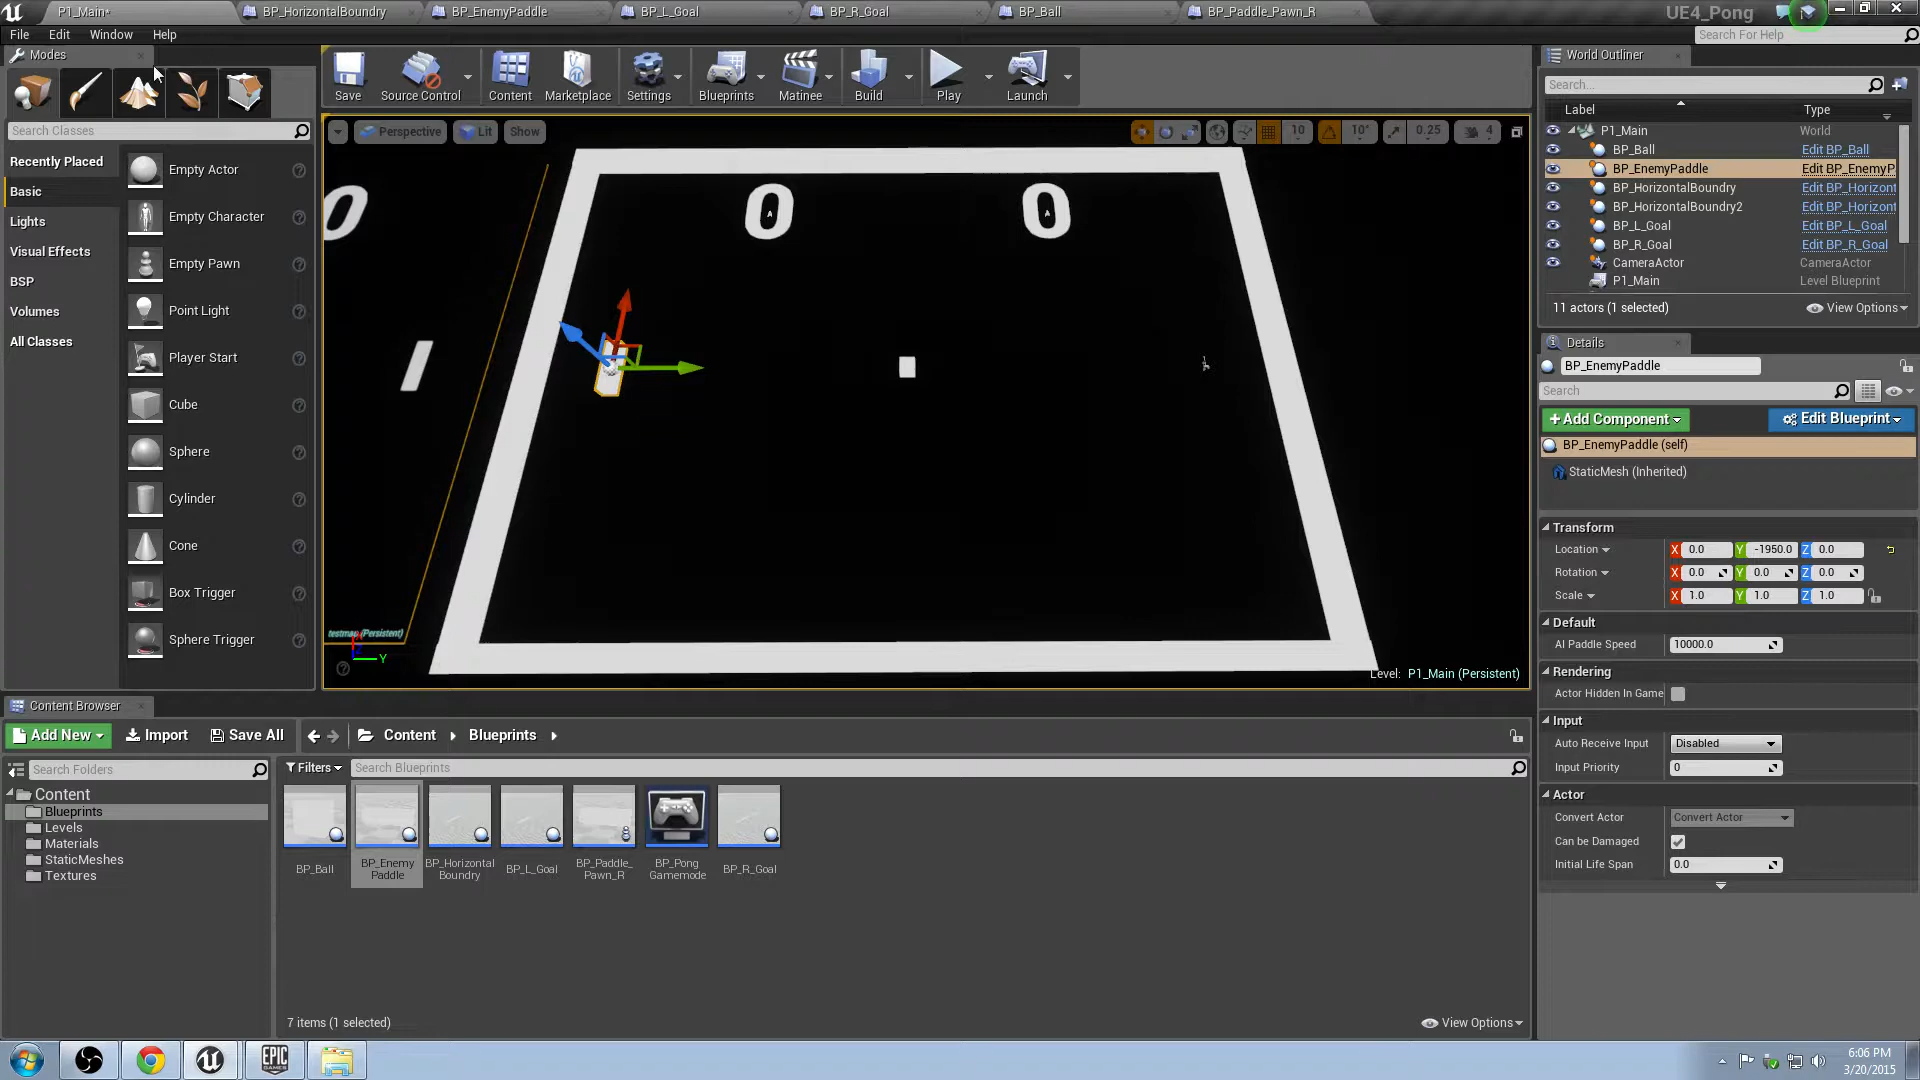 P1_Main*
BP_HorizontalBoundry
BP_EnemyPaddle
BP_L_Goal
BP_R_Goal
BP_Ball
BP_Paddle_Pawn_R
UE4_Pong
File Edit Window Help
Search For Help
Modes
Search Classes
Recently Placed
Basic
Lights
Visual Effects
BSP
Volumes
All Classes
Empty Actor
Empty Character
Empty Pawn
Point Light
Player Start
Cube
Sphere
Cylinder
Cone
Box Trigger
Sphere Trigger
Save Source Control Content Marketplace Settings Blueprints Matinee Build Play Launch
Perspective Lit Show
10 10° 0.25 4
0 0 0
testmap (Persistent)
Y
Level: P1_Main (Persistent)
World Outliner
Search...
Label Type
P1_Main World
BP_Ball Edit BP_Ball
BP_EnemyPaddle Edit BP_EnemyP
BP_HorizontalBoundry Edit BP_Horizont
BP_HorizontalBoundry2 Edit BP_Horizont
BP_L_Goal Edit BP_L_Goal
BP_R_Goal Edit BP_R_Goal
CameraActor CameraActor
P1_Main Level Blueprint
11 actors (1 selected) View Options
Details
BP_EnemyPaddle
Search
+Add Component Edit Blueprint
BP_EnemyPaddle (self)
StaticMesh (Inherited)
Transform
Location X 0.0 Y -1950.0 Z 0.0
Rotation X 0.0 Y 0.0 Z 0.0
Scale X 1.0 Y 1.0 Z 1.0
Default
AI Paddle Speed 10000.0
Rendering
Actor Hidden In Game
Input
Auto Receive Input Disabled
Input Priority 0
Actor
Convert Actor Convert Actor
Can be Damaged
Initial Life Span 0.0
Content Browser
Add New Import Save All Content Blueprints
Search Folders
Filters Search Blueprints
Content
Blueprints
Levels
Materials
StaticMeshes
Textures
BP_Ball
BP_Enemy
Paddle
BP_Horizontal
Boundry
BP_L_Goal
BP_Paddle_
Pawn_R
BP_Pong
Gamemode
BP_R_Goal
7 items (1 selected) View Options
EPIC
GAMES
6:06 PM
3/20/2015